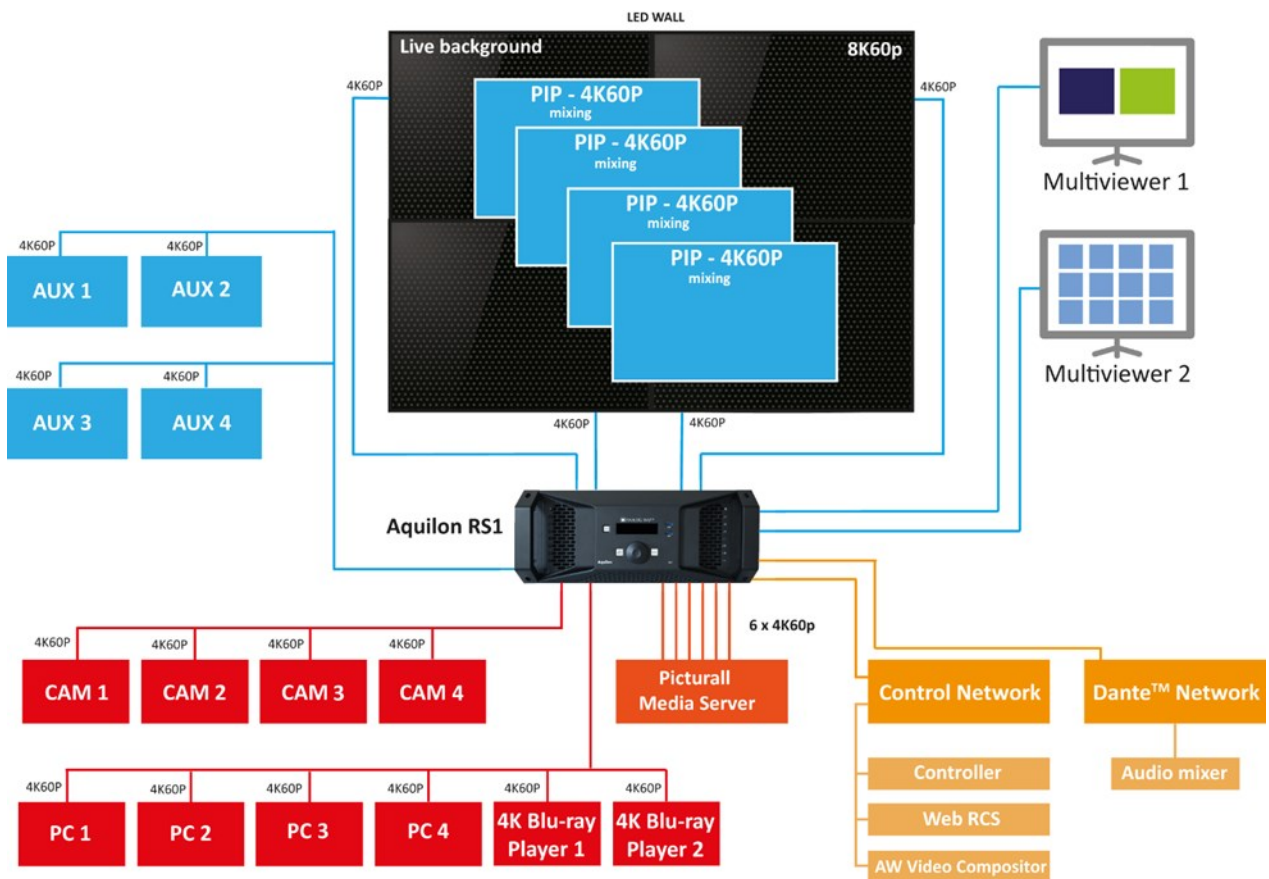 LED WALL
Live background
8K60p
4K60P
4K60P
PIP - 4K60P
mixing
PIP - 4K60P
mixing
PIP - 4K60P
mixing
PIP - 4K60P
mixing
Multiviewer 1
Multiviewer 2
4K60P
4K60P
AUX 1
AUX 2
4K60P
4K60P
AUX 3
AUX 4
4K60P
4K60P
Aquilon RS1
6 x 4K60p
4K60P
4K60P
4K60P
4K60P
CAM 1
CAM 2
CAM 3
CAM 4
Picturall
Media Server
Control Network
Dante™ Network
Controller
Audio mixer
Web RCS
AW Video Compositor
4K60P
4K60P
4K60P
4K60P
4K60P
4K60P
PC 1
PC 2
PC 3
PC 4
4K Blu-ray
Player 1
4K Blu-ray
Player 2